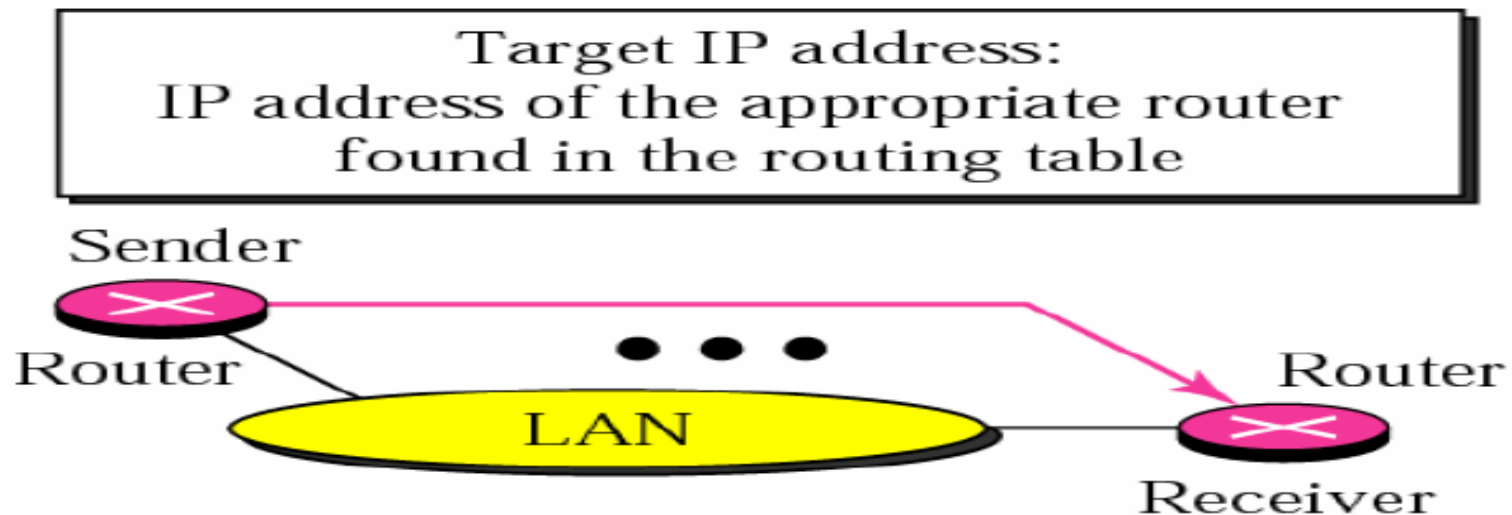 Target IP address:
IP address of the appropriate router
found in the routing table
Sender
Router
LAN
Router
Receiver